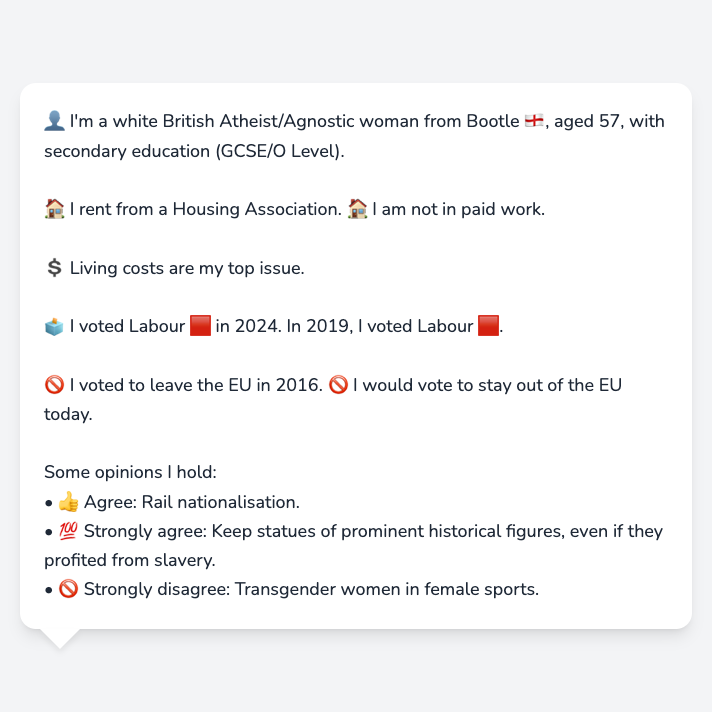 👤 I'm a white British Atheist/Agnostic woman from Bootle 🏴󠁧󠁢󠁥󠁮󠁧󠁿, aged 57, with
secondary education (GCSE/O Level).
🏠 I rent from a Housing Association. 🏠 I am not in paid work.
💲 Living costs are my top issue.
🗳️ I voted Labour 🟥 in 2024. In 2019, I voted Labour 🟥.
🚫 I voted to leave the EU in 2016. 🚫 I would vote to stay out of the EU
today.
Some opinions I hold:
• 👍 Agree: Rail nationalisation.
• 💯 Strongly agree: Keep statues of prominent historical figures, even if they
profited from slavery.
• 🚫 Strongly disagree: Transgender women in female sports.